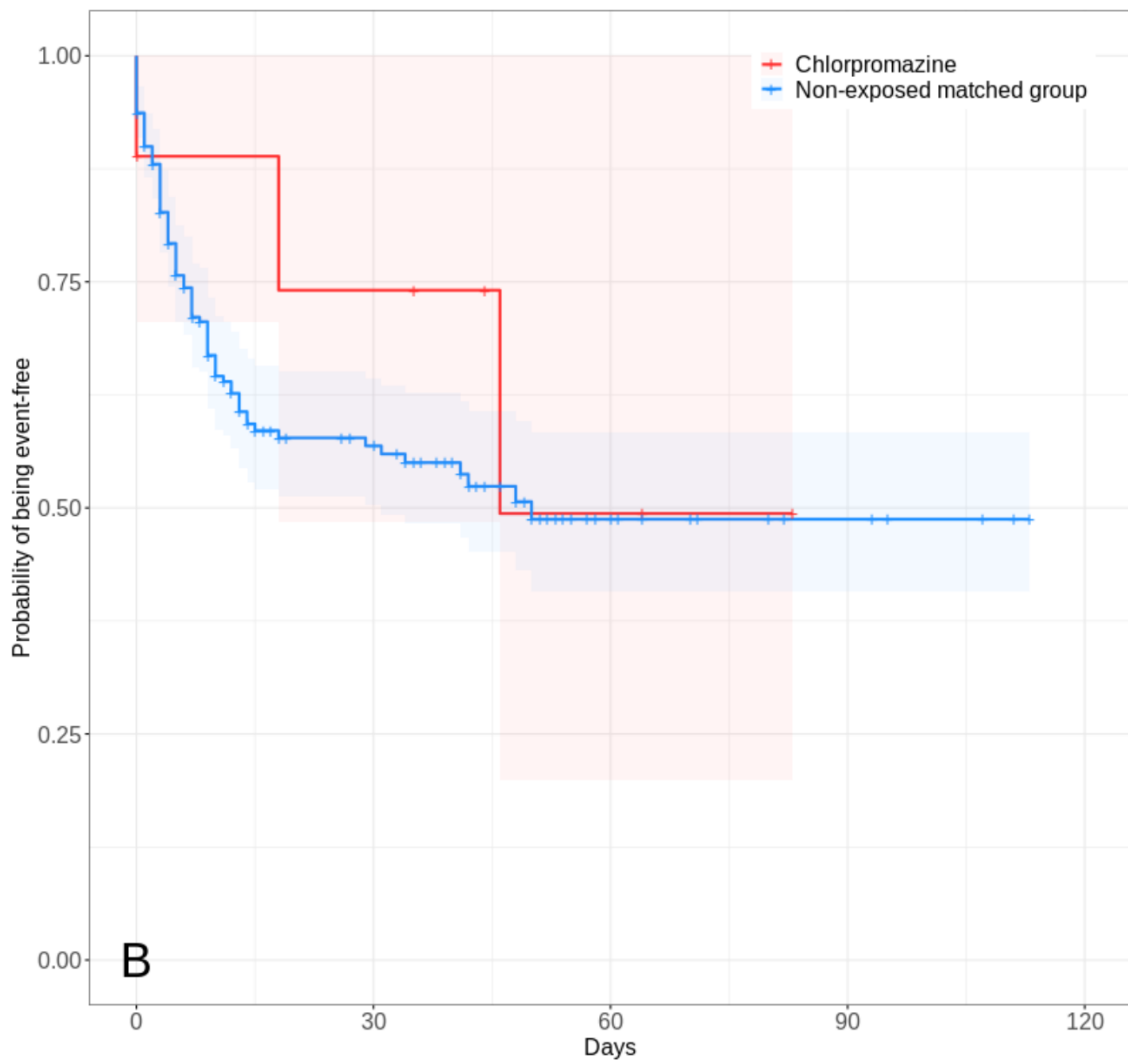 Chlorpromazine
Non-exposed matched group
1.00
0.75
0.50
0.25
0.00
Probability of being event-free
B
0 30 60 90 120
Days